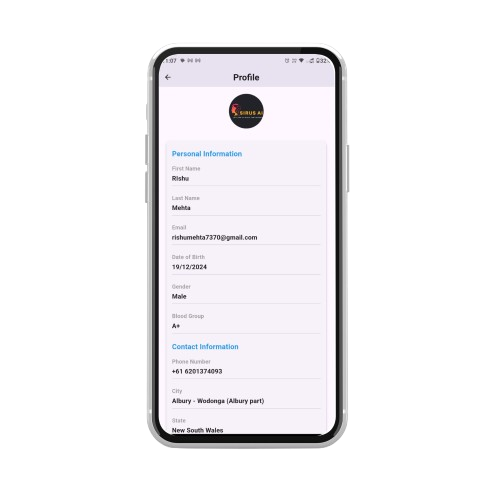 1:07
32
Profile
SIRUS AI
Personal Information
First Name
Rishu
Last Name
Mehta
Email
rishumehta7370@gmail.com
Date of Birth
19/12/2024
Gender
Male
Blood Group
A+
Contact Information
Phone Number
+61 6201374093
City
Albury - Wodonga (Albury part)
State
New South Wales